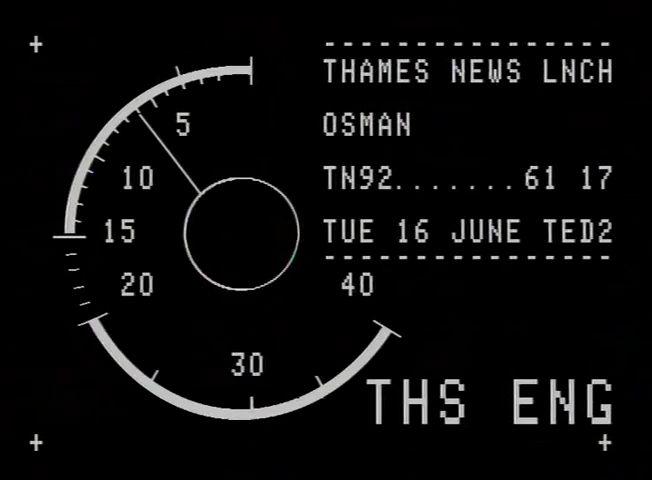 THAMES NEWS LNCH
OSMAN
TN92.......61 17
TUE 16 JUNE TED2
5
10
15
20
30
40
THS ENG